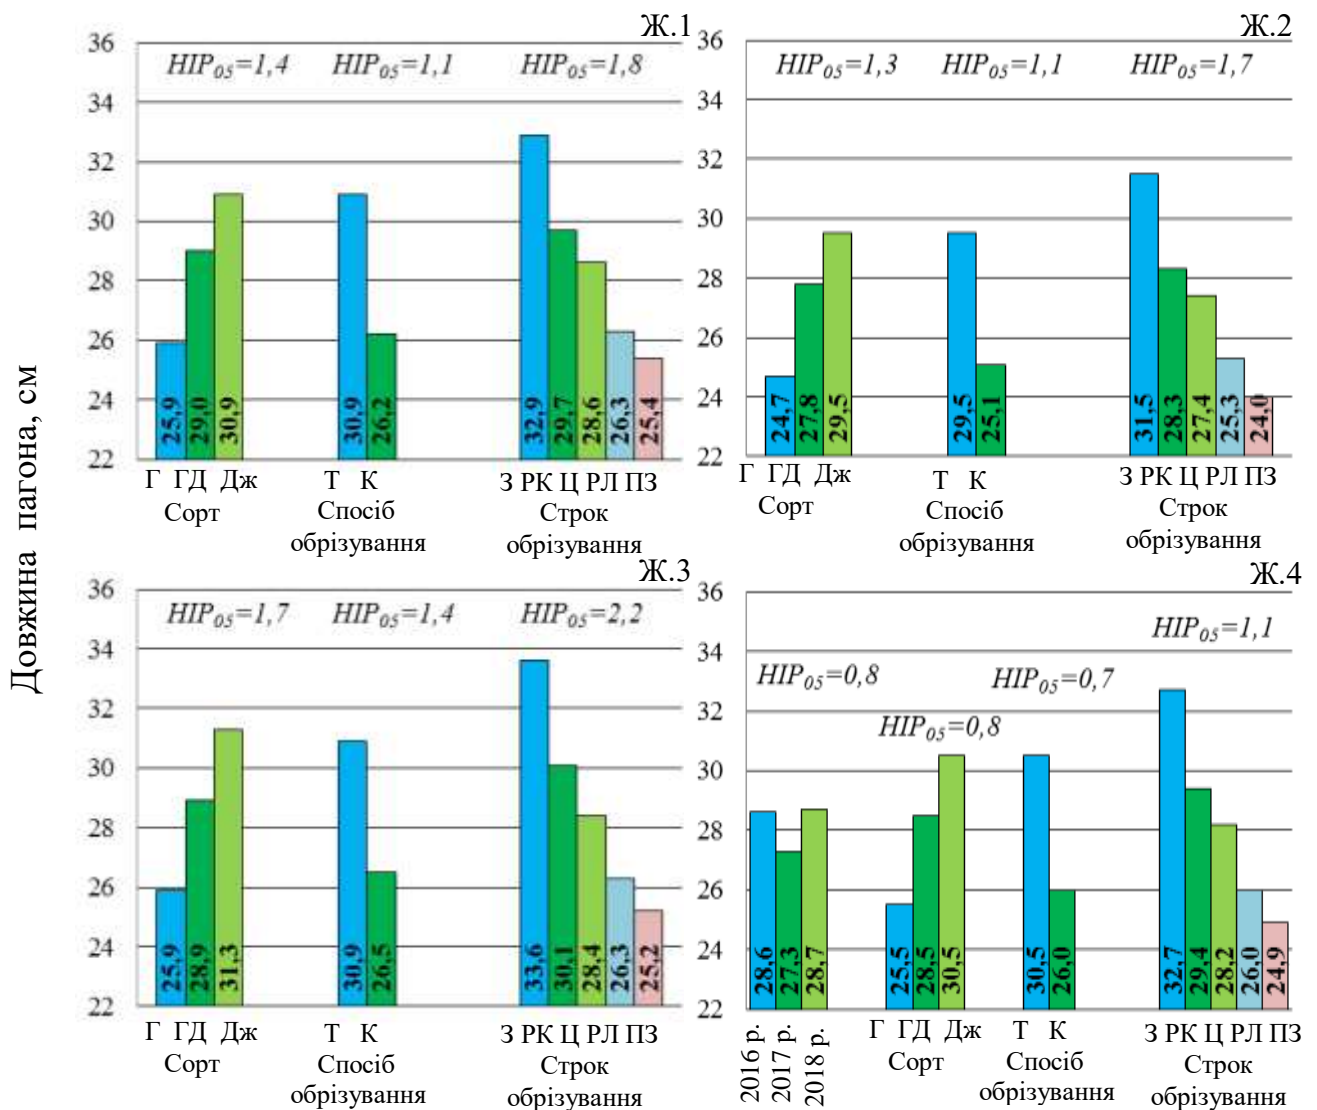 Довжина пагона, см
Ж.1
36
34
32
30
28
26
24
22
НІР05=1,4 НІР05=1,1 НІР05=1,8
25,9 29,0 30,9 30,9 26,2 32,9 29,7 28,6 26,3 25,4
Г ГД Дж Т К З РК Ц РЛ ПЗ
Сорт Спосіб Строк
обрізування обрізування
Ж.2
36
34
32
30
28
26
24
22
НІР05=1,3 НІР05=1,1 НІР05=1,7
24,7 27,8 29,5 29,5 25,1 31,5 28,3 27,4 25,3 24,0
Г ГД Дж Т К З РК Ц РЛ ПЗ
Сорт Спосіб Строк
обрізування обрізування
Ж.3
36
34
32
30
28
26
24
22
НІР05=1,7 НІР05=1,4 НІР05=2,2
25,9 28,9 31,3 30,9 26,5 33,6 30,1 28,4 26,3 25,2
Г ГД Дж Т К З РК Ц РЛ ПЗ
Сорт Спосіб Строк
обрізування обрізування
Ж.4
36
34
32
30
28
26
24
22
НІР05=1,1
НІР05=0,8 НІР05=0,7
НІР05=0,8
28,6 27,3 28,7 25,5 28,5 30,5 30,5 26,0 32,7 29,4 28,2 26,0 24,9
2016 р. 2017 р. 2018 р. Г ГД Дж Т К З РК Ц РЛ ПЗ
Сорт Спосіб Строк
обрізування обрізування